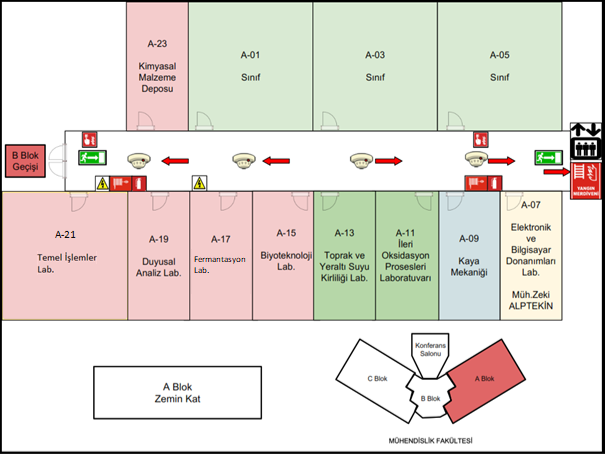 A-23
Kimyasal
Malzeme
Deposu
A-01
Sınıf
A-03
Sınıf
A-05
Sınıf
B Blok
Geçişi
YANGIN
MERDİVENİ
A-21
Temel İşlemler
Lab.
A-19
Duyusal
Analiz Lab.
A-17
Fermantasyon
Lab.
A-15
Biyoteknoloji
Lab.
A-13
Toprak ve
Yeraltı Suyu
Kirliliği Lab.
A-11
İleri
Oksidasyon
Prosesleri
Laboratuvarı
A-09
Kaya
Mekaniği
A-07
Elektronik
ve
Bilgisayar
Donanımları
Lab.
Müh.Zeki
ALPTEKİN
A Blok
Zemin Kat
Konferans
Salonu
C Blok
B Blok
A Blok
MÜHENDİSLİK FAKÜLTESİ